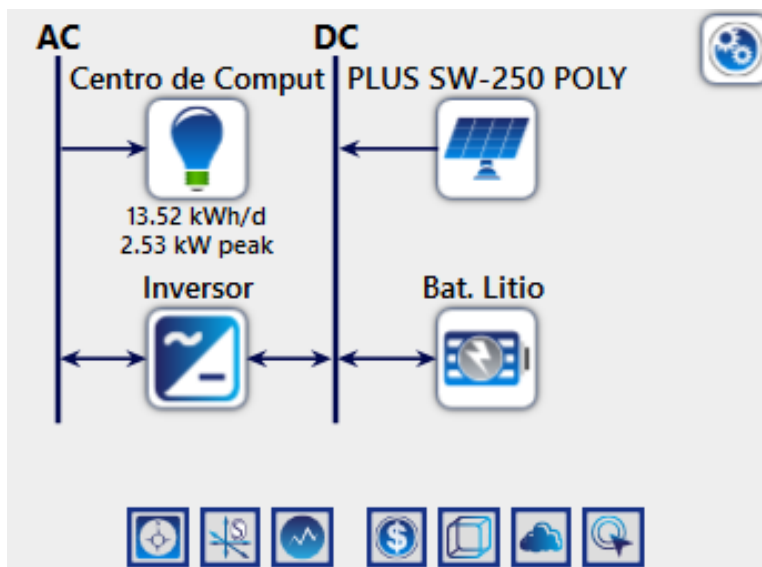 AC
DC
Centro de Comput
PLUS SW-250 POLY
13.52 kWh/d
2.53 kW peak
Inversor
Bat. Litio
S
$